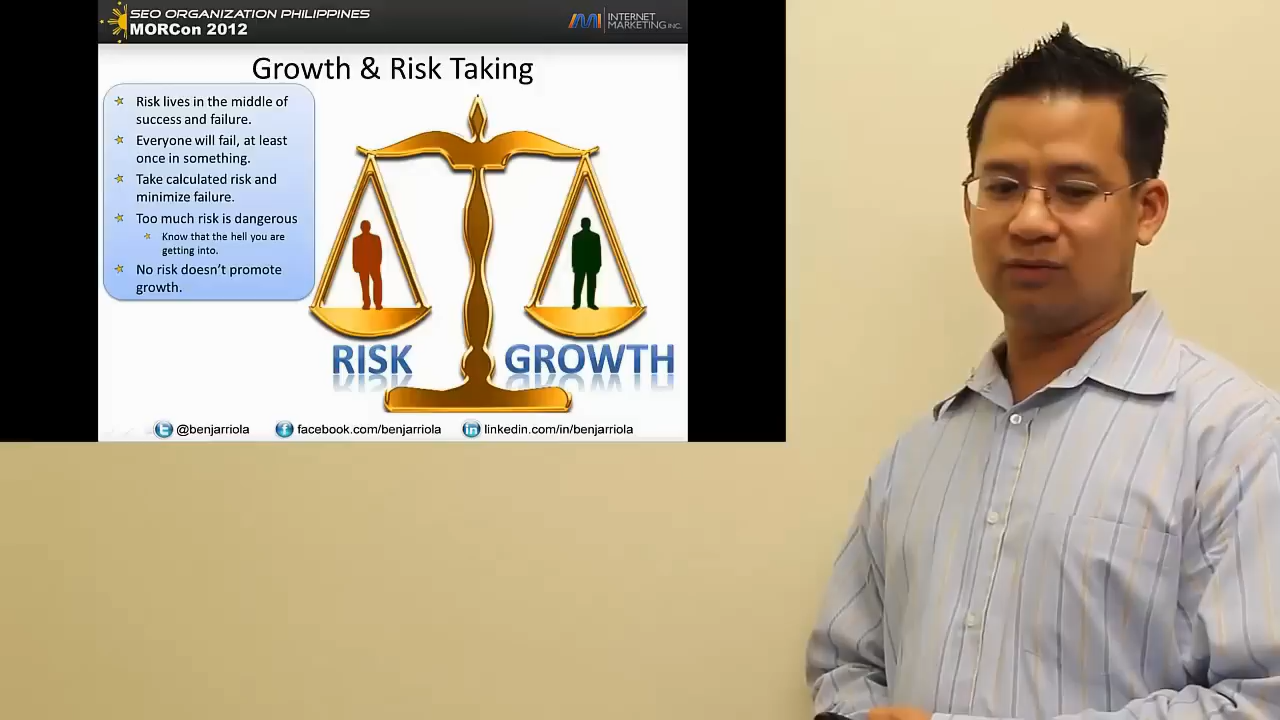 SEO ORGANIZATION PHILIPPINES
MORCon 2012
INTERNET
MARKETING INC.
Growth & Risk Taking
Risk lives in the middle of
success and failure.
Everyone will fail, at least
once in something.
Take calculated risk and
minimize failure.
Too much risk is dangerous
Know that the hell you are
getting into.
No risk doesn't promote
growth.
RISK
GROWTH
@benjarriola
facebook.com/benjarriola
linkedin.com/in/benjarriola